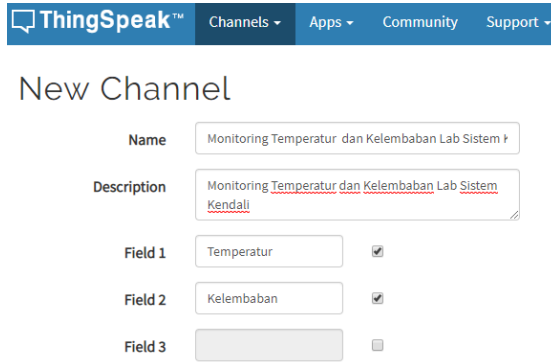 ThingSpeak™ Channels Apps Community Support
New Channel
Name Monitoring Temperatur dan Kelembaban Lab Sistem
Description Monitoring Temperatur dan Kelembaban Lab Sistem
Kendali
Field 1 Temperatur
Field 2 Kelembaban
Field 3